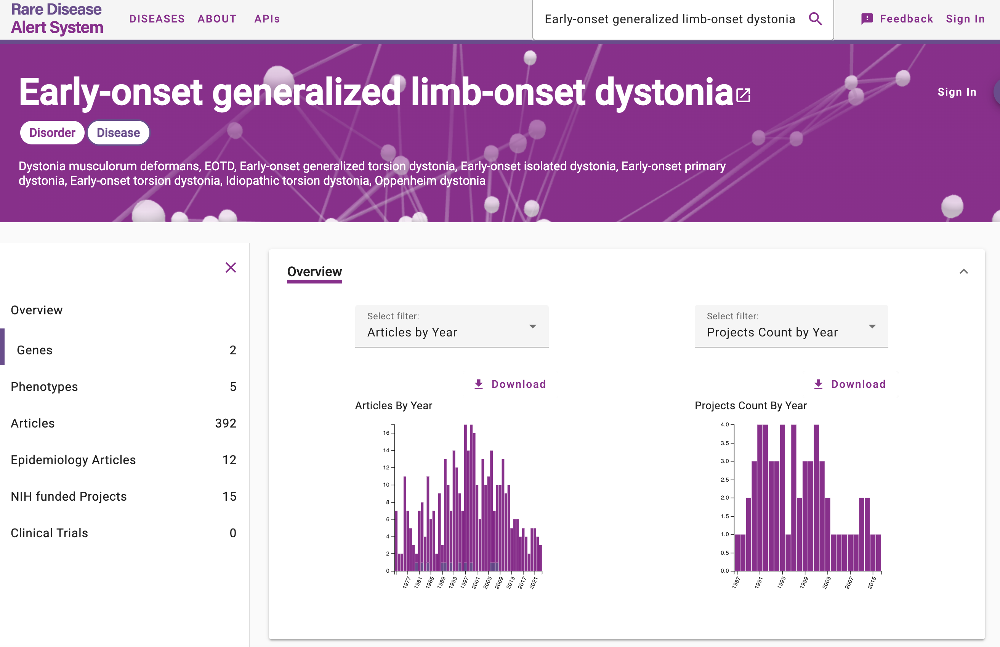 Rare Disease
Alert System
DISEASES ABOUT APIs
Early-onset generalized limb-onset dystonia
Feedback Sign In
Early-onset generalized limb-onset dystonia
Sign In
Disorder Disease
Dystonia musculorum deformans, EOTD, Early-onset generalized torsion dystonia, Early-onset isolated dystonia, Early-onset primary
dystonia, Early-onset torsion dystonia, Idiopathic torsion dystonia, Oppenheim dystonia
Overview
Genes 2
Phenotypes 5
Articles 392
Epidemiology Articles 12
NIH funded Projects 15
Clinical Trials 0
Overview
Select filter:
Articles by Year
Download
Articles By Year
16
14
12
10
8
6
4
2
0
1977 1981 1985 1989 1993 1997 2001 2005 2009 2013 2017 2021
Select filter:
Projects Count by Year
Download
Projects Count By Year
4.0
3.5
3.0
2.5
2.0
1.5
1.0
0.5
0.0
1987 1991 1995 1999 2003 2007 2015